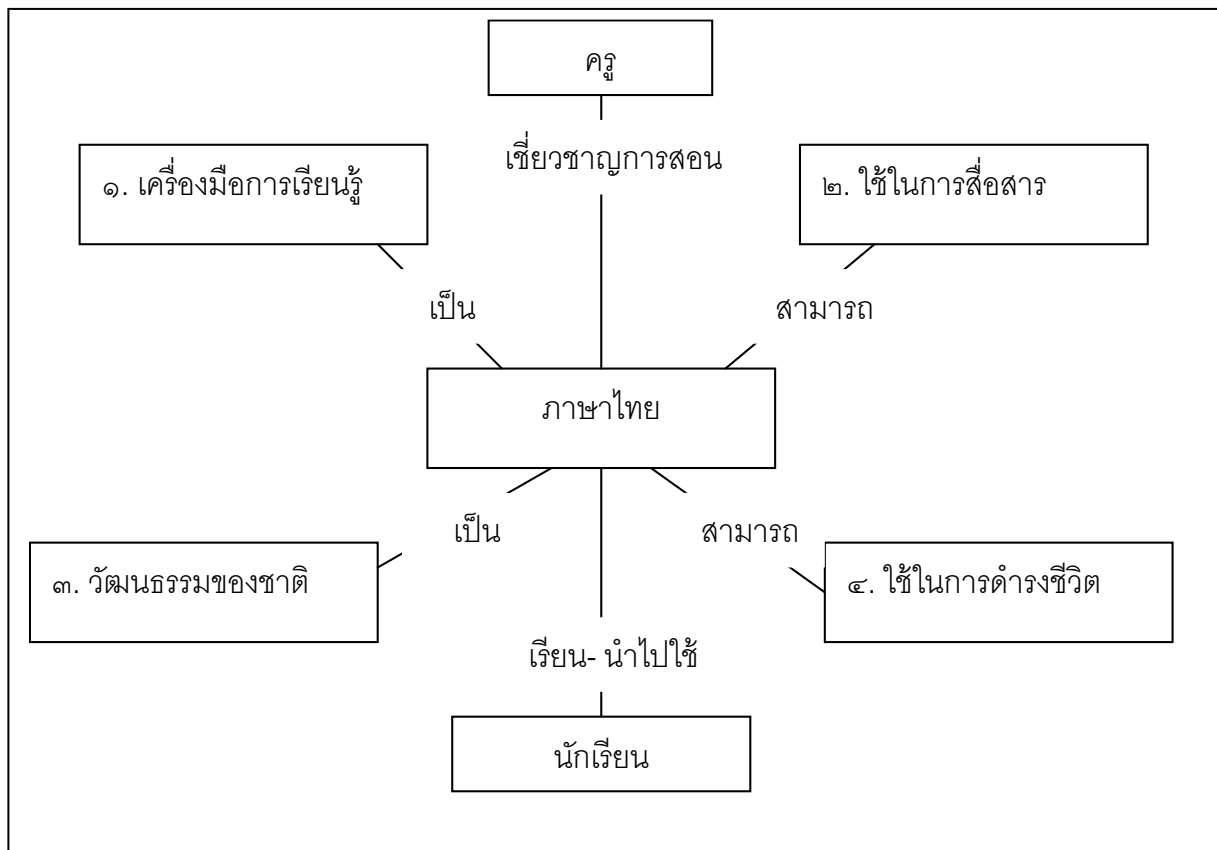 ครู
เชี่ยวชาญการสอน
๑. เครื่องมือการเรียนรู้
๒. ใช้ในการสื่อสาร
เป็น
สามารถ
ภาษาไทย
เป็น
สามารถ
๓. วัฒนธรรมของชาติ
๔. ใช้ในการดำรงชีวิต
เรียน- นำไปใช้
นักเรียน